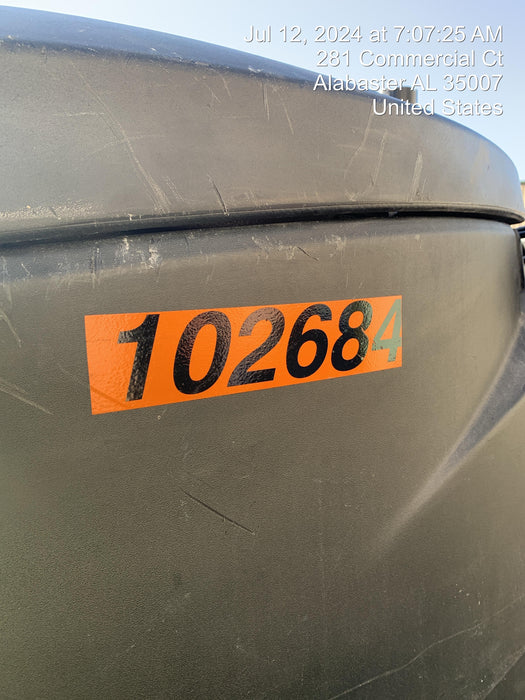 Jul 12, 2024 at 7:07:25 AM
281 Commercial Ct
Alabaster AL 35007
United States
102684